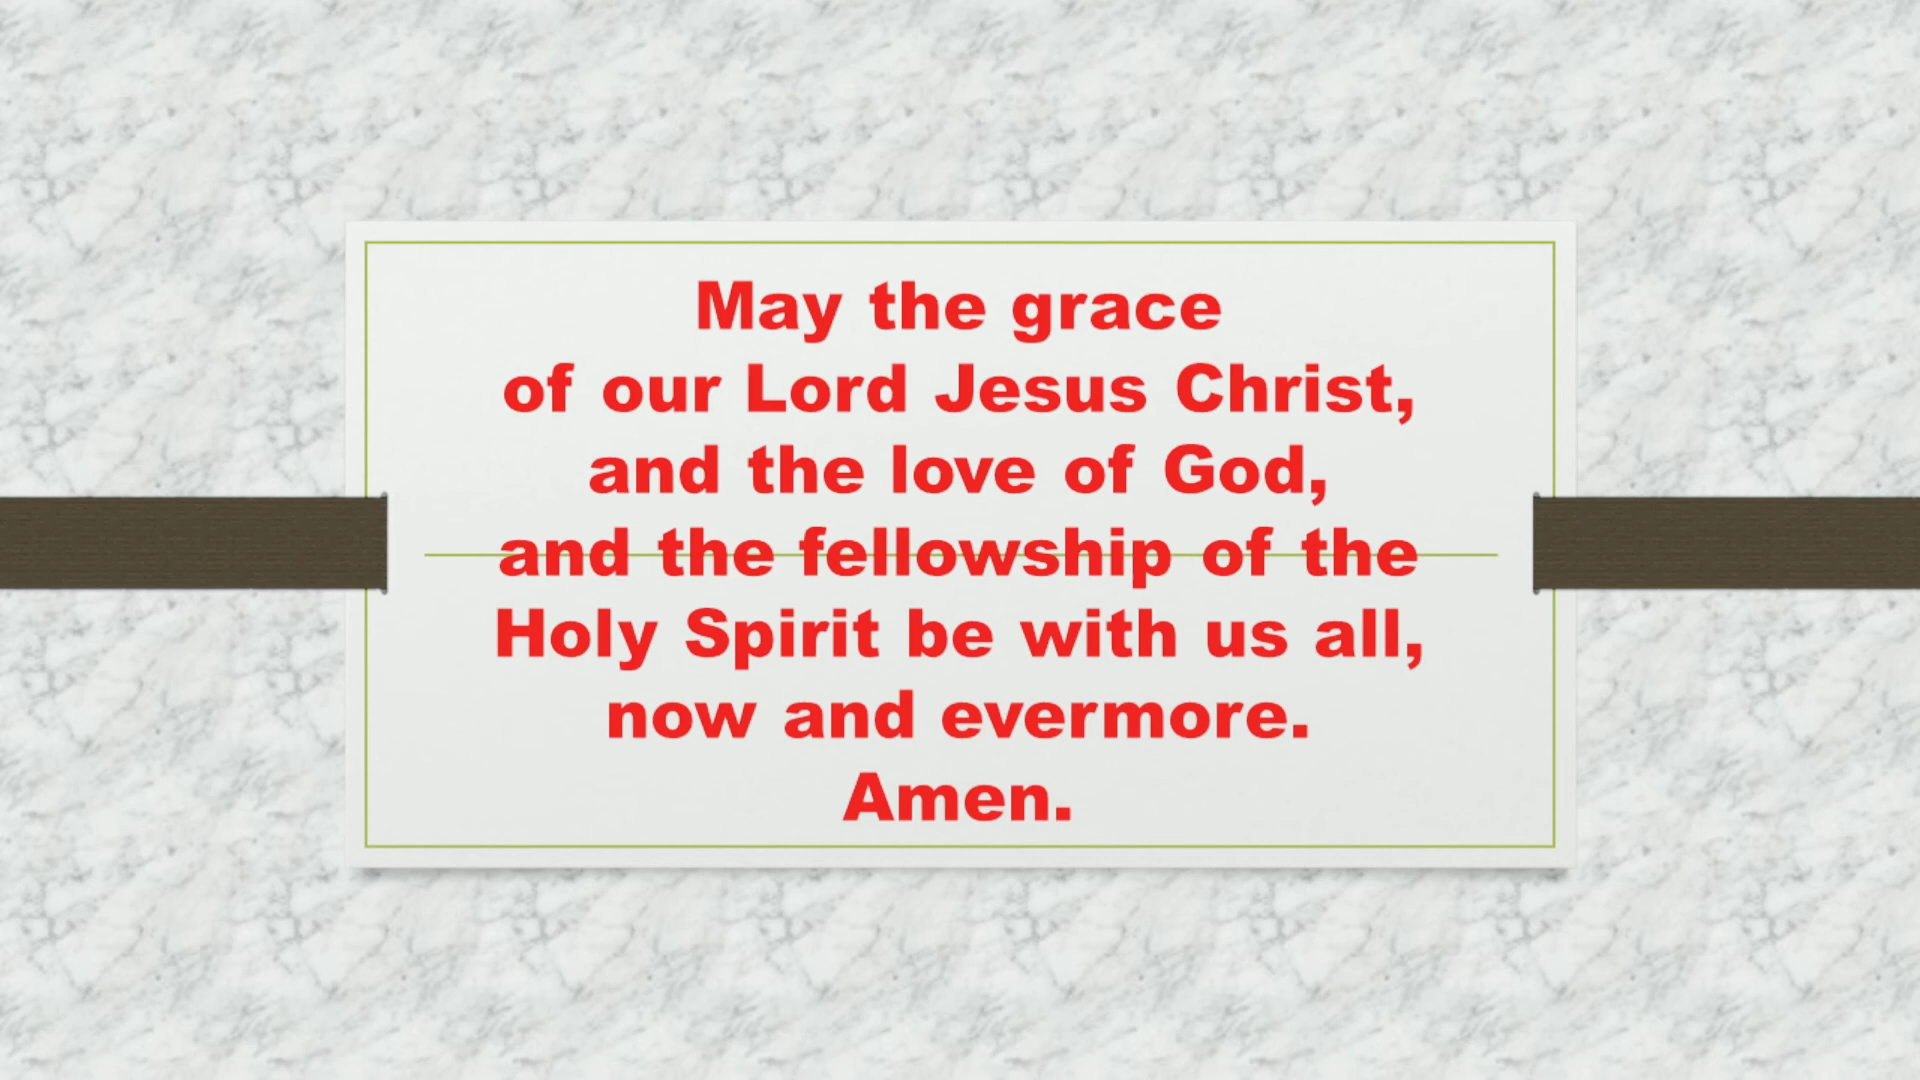 May the grace
of our Lord Jesus Christ,
and the love of God,
and the fellowship of the
Holy Spirit be with us all,
now and evermore.
Amen.